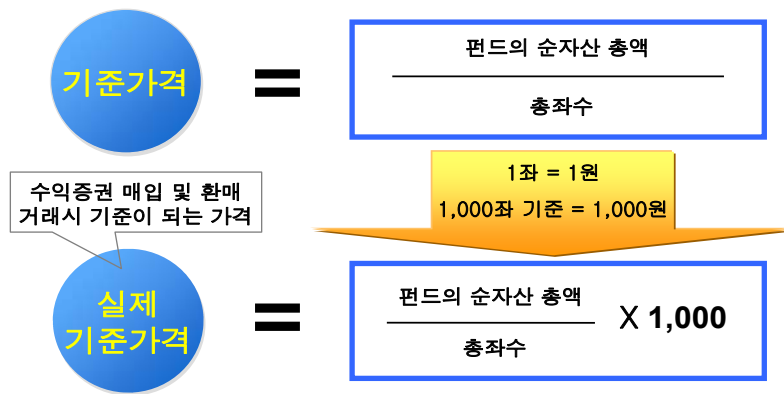 기준가격
=
펀드의 순자산 총액
총좌수
1좌 = 1원
1,000좌 기준 = 1,000원
수익증권 매입 및 환매
거래시 기준이 되는 가격
실제
기준가격
=
펀드의 순자산 총액
총좌수
X 1,000